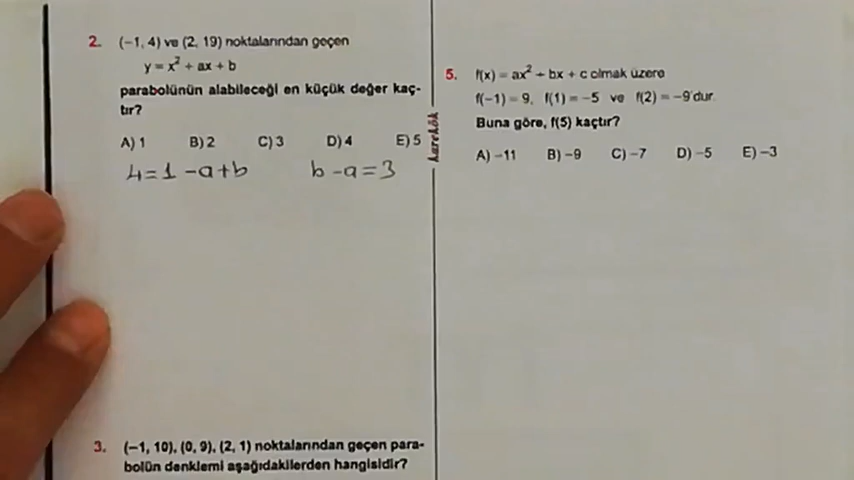 2. (−1, 4) ve (2, 19) noktalarından geçen
y = x² + ax + b
parabolünün alabileceği en küçük değer kaç-
tır?
A) 1 B) 2 C) 3 D) 4 E) 5
4=1-a+b b-a=3
3. (−1, 10), (0, 9), (2, 1) noktalarından geçen para-
bolün denklemi aşağıdakilerden hangisidir?
karekök
5. f(x) = ax² + bx + c olmak üzere
f(−1) = 9, f(1) = −5 ve f(2) = −9'dur.
Buna göre, f(5) kaçtır?
A) −11 B) −9 C) −7 D) −5 E) −3